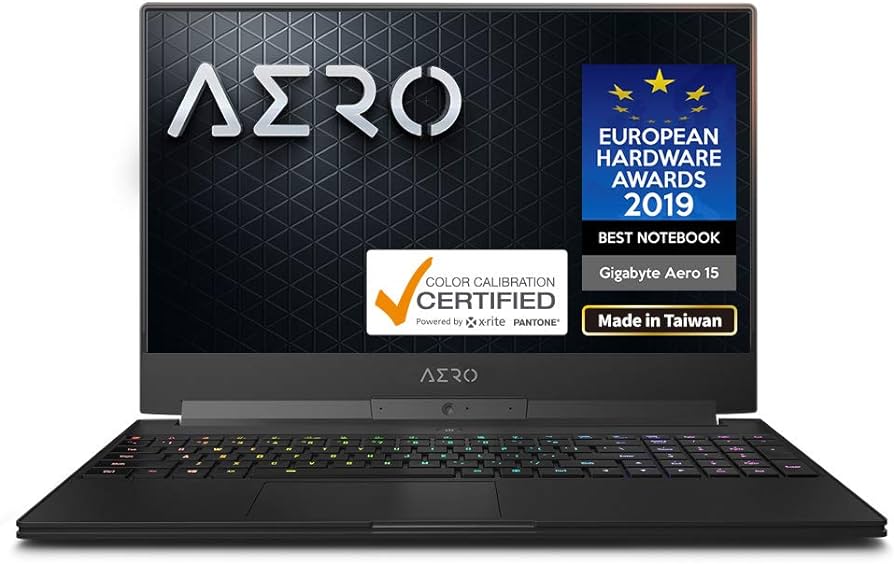 AERO
EUROPEAN
HARDWARE
AWARDS
2019
BEST NOTEBOOK
Gigabyte Aero 15
COLOR CALIBRATION
CERTIFIED
Powered by x-rite PANTONE®
Made in Taiwan
AERO